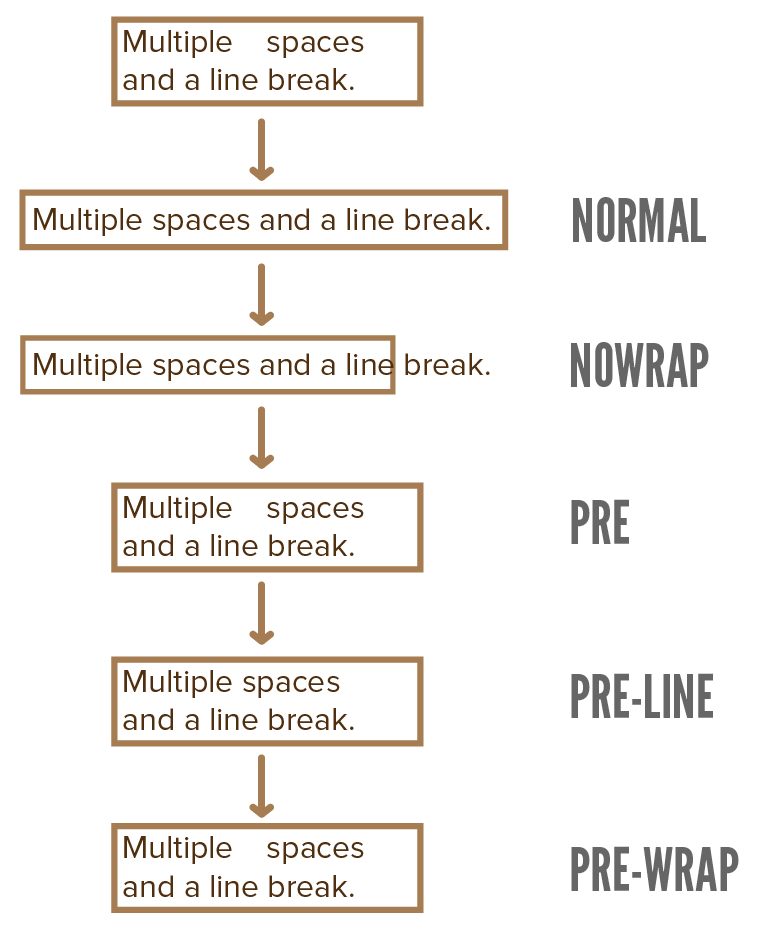 Multiple    spaces
and a line break.
Multiple spaces and a line break.
NORMAL
Multiple spaces and a line break.
NOWRAP
Multiple    spaces
and a line break.
PRE
Multiple spaces
and a line break.
PRE-LINE
Multiple    spaces
and a line break.
PRE-WRAP